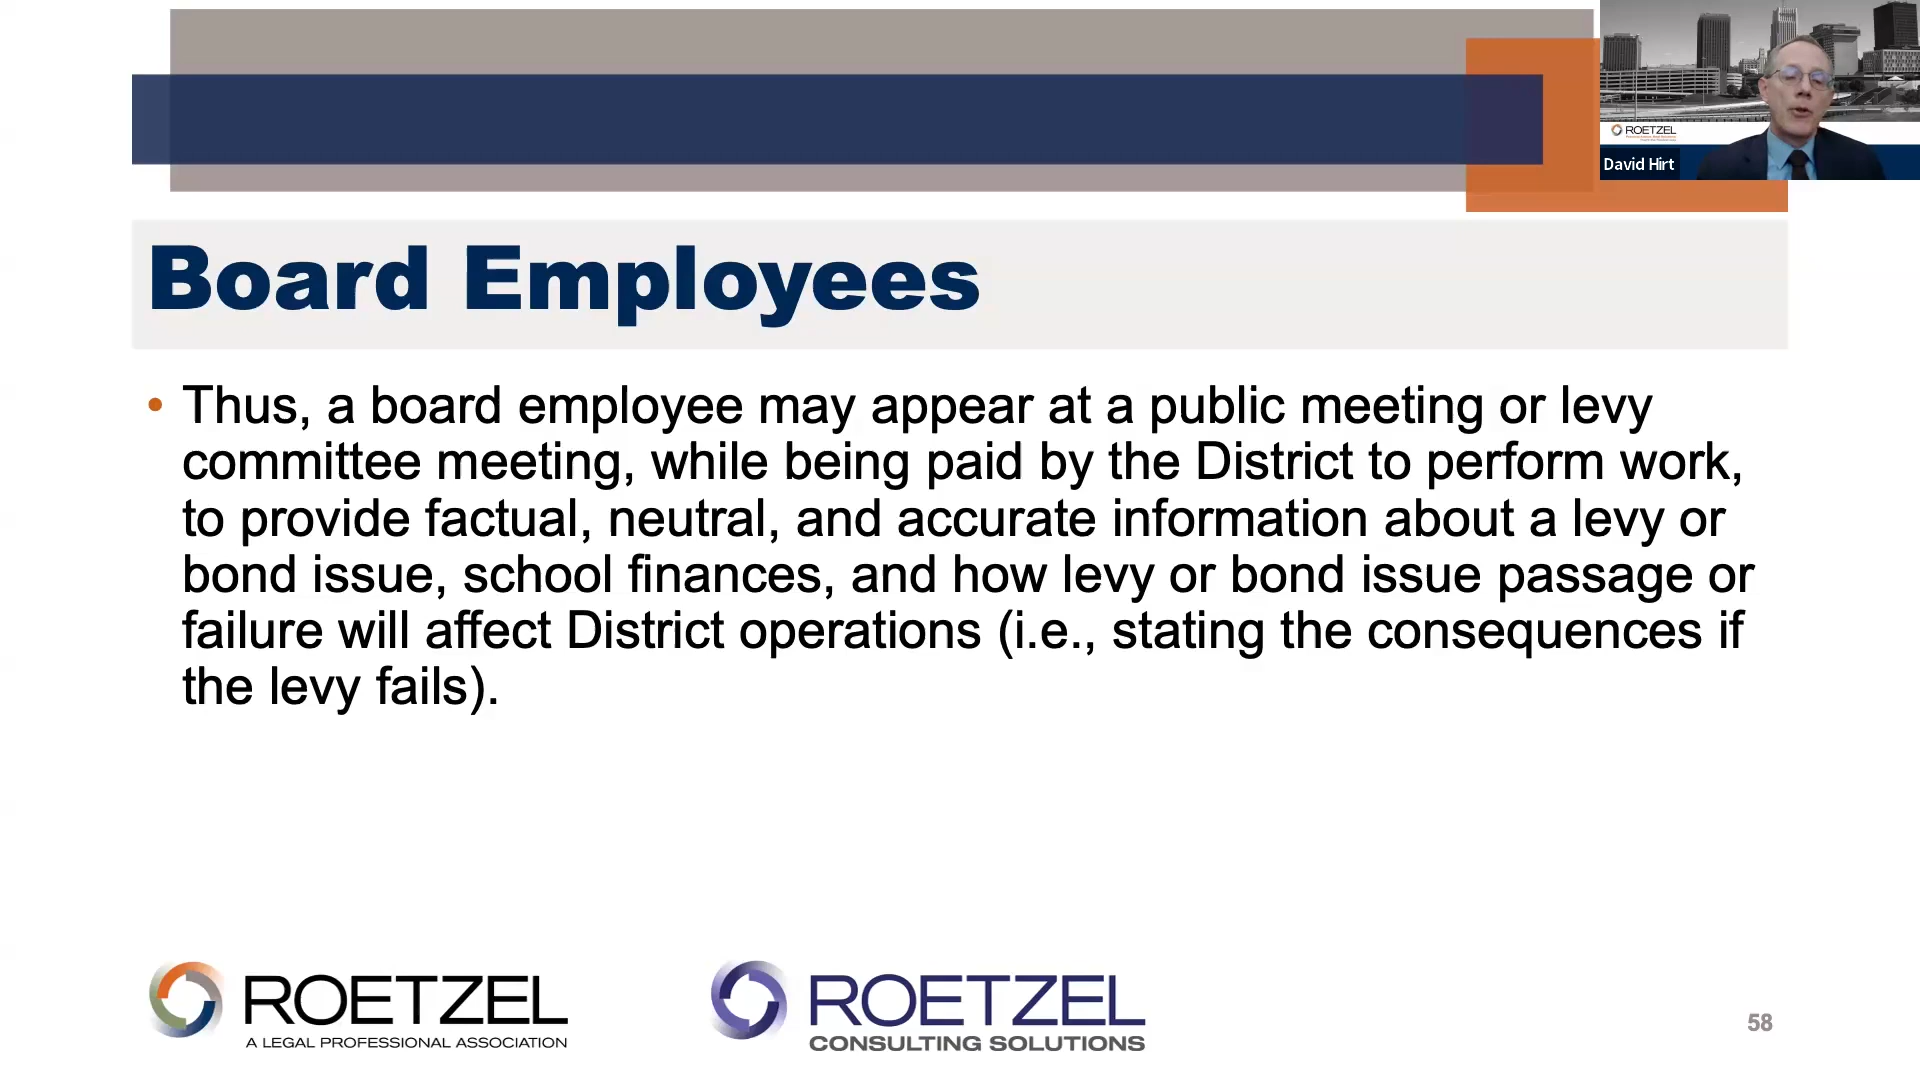 ROETZEL
David Hirt
Board Employees
• Thus, a board employee may appear at a public meeting or levy
committee meeting, while being paid by the District to perform work,
to provide factual, neutral, and accurate information about a levy or
bond issue, school finances, and how levy or bond issue passage or
failure will affect District operations (i.e., stating the consequences if
the levy fails).
ROETZEL
A LEGAL PROFESSIONAL ASSOCIATION
ROETZEL
CONSULTING SOLUTIONS
58